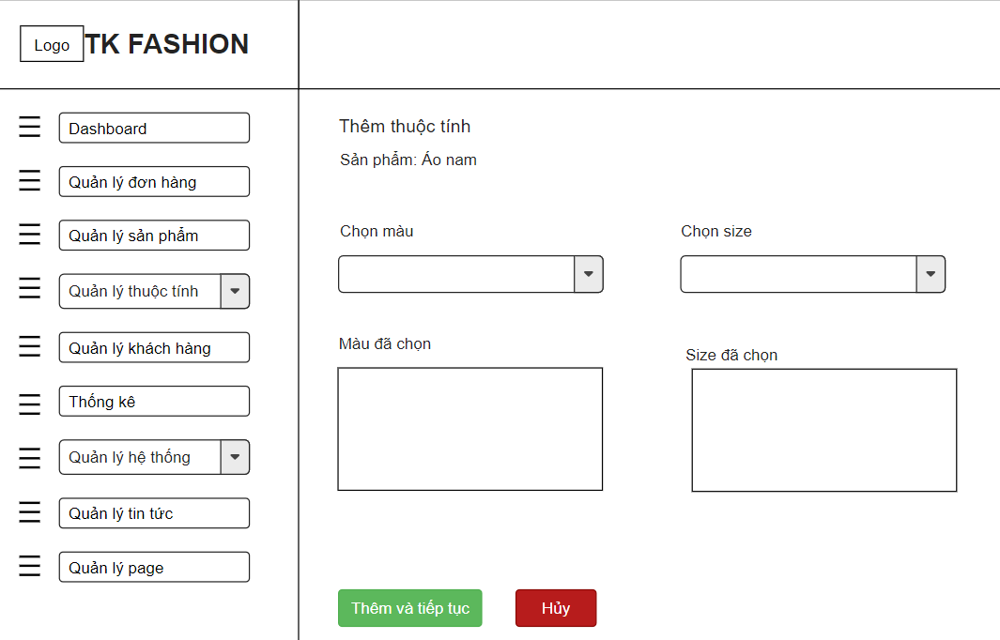 Logo
TK FASHION
Dashboard
Quản lý đơn hàng
Quản lý sản phẩm
Quản lý thuộc tính
Quản lý khách hàng
Thống kê
Quản lý hệ thống
Quản lý tin tức
Quản lý page
Thêm thuộc tính
Sản phẩm: Áo nam
Chọn màu
Chọn size
Màu đã chọn
Size đã chọn
Thêm và tiếp tục
Hủy